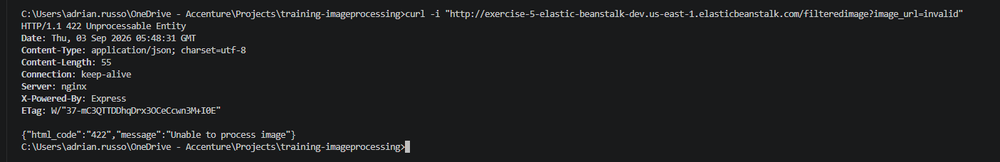 C:\Users\adrian.russo\OneDrive - Accenture\Projects\training-imageprocessing>curl -i "http://exercise-5-elastic-beanstalk-dev.us-east-1.elasticbeanstalk.com/filteredimage?image_url=invalid"
HTTP/1.1 422 Unprocessable Entity
Date: Thu, 03 Sep 2026 05:48:31 GMT
Content-Type: application/json; charset=utf-8
Content-Length: 55
Connection: keep-alive
Server: nginx
X-Powered-By: Express
ETag: W/"37-mC3QTTDDhqDrx3OCeCcwn3M+I0E"

{"html_code":"422","message":"Unable to process image"}
C:\Users\adrian.russo\OneDrive - Accenture\Projects\training-imageprocessing>